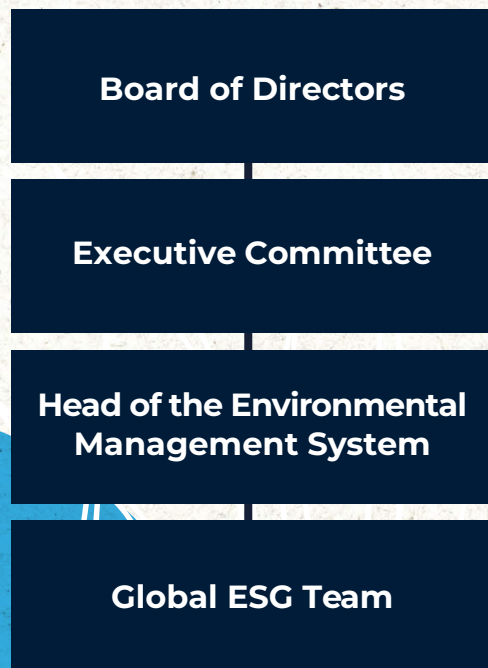 Board of Directors
Executive Committee
Head of the Environmental
Management System
Global ESG Team